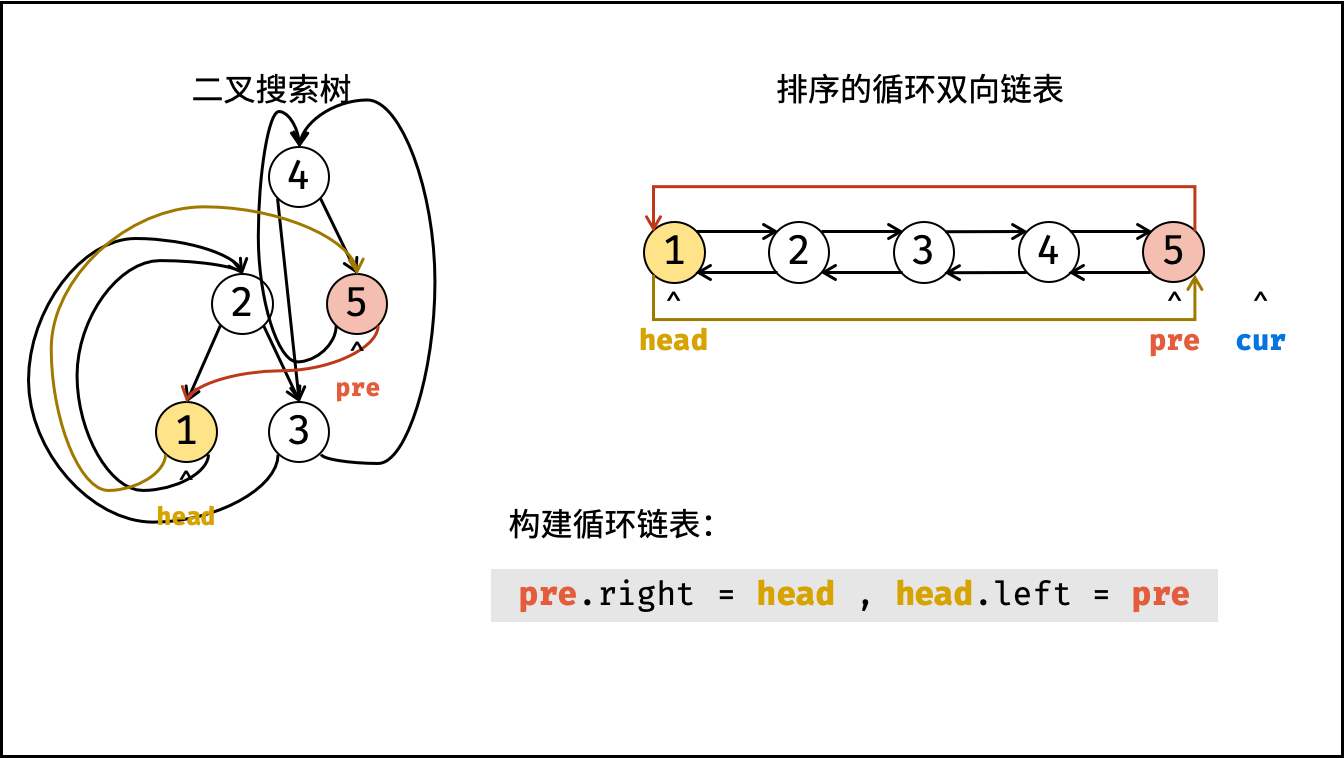 二叉搜索树
排序的循环双向链表
4
2
5
^
pre
1
3
^
head
1 2 3 4 5
^ ^ ^
head pre cur
构建循环链表：
pre.right = head , head.left = pre